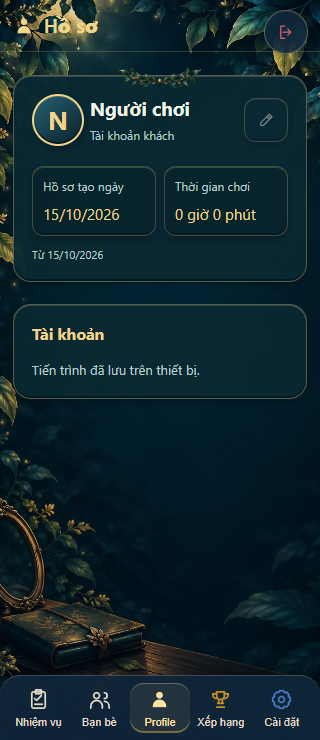 Hồ sơ
N
Người chơi
Tài khoản khách
Hồ sơ tạo ngày
15/10/2026
Thời gian chơi
0 giờ 0 phút
Từ 15/10/2026
Tài khoản
Tiến trình đã lưu trên thiết bị.
Nhiệm vụ
Bạn bè
Profile
Xếp hạng
Cài đặt